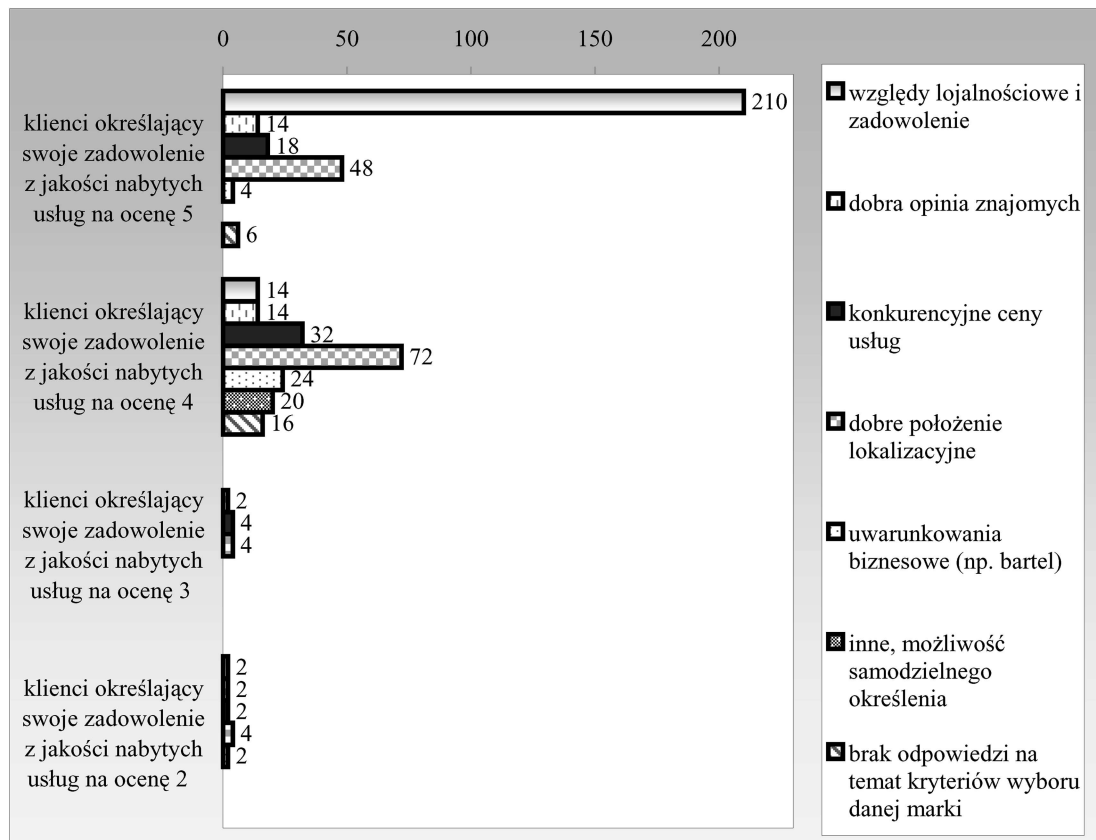 0 50 100 150 200
klienci określający
swoje zadowolenie
z jakości nabytych
usług na ocenę 5
210
14
18
48
4
6
klienci określający
swoje zadowolenie
z jakości nabytych
usług na ocenę 4
14
14
32
72
24
20
16
klienci określający
swoje zadowolenie
z jakości nabytych
usług na ocenę 3
2
4
4
klienci określający
swoje zadowolenie
z jakości nabytych
usług na ocenę 2
2
2
2
4
2
względy lojalnościowe i
zadowolenie
dobra opinia znajomych
konkurencyjne ceny
usług
dobre położenie
lokalizacyjne
uwarunkowania
biznesowe (np. bartel)
inne, możliwość
samodzielnego
określenia
brak odpowiedzi na
temat kryteriów wyboru
danej marki